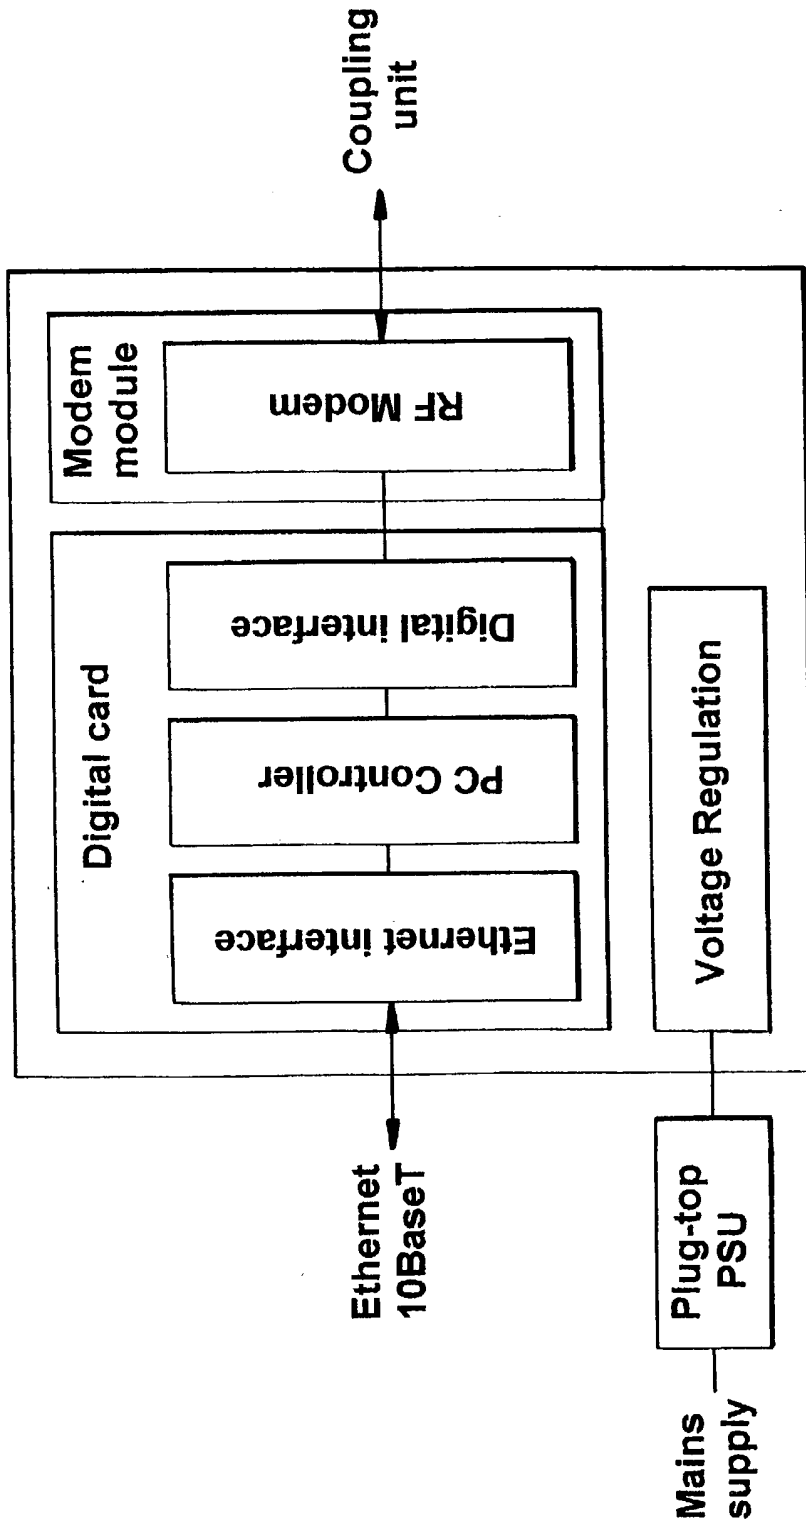 Digital card
Modem
module
Ethernet
10BaseT
Ethernet interface
PC Controller
Digital interface
RF Modem
Coupling
unit
Mains
supply
Plug-top
PSU
Voltage Regulation